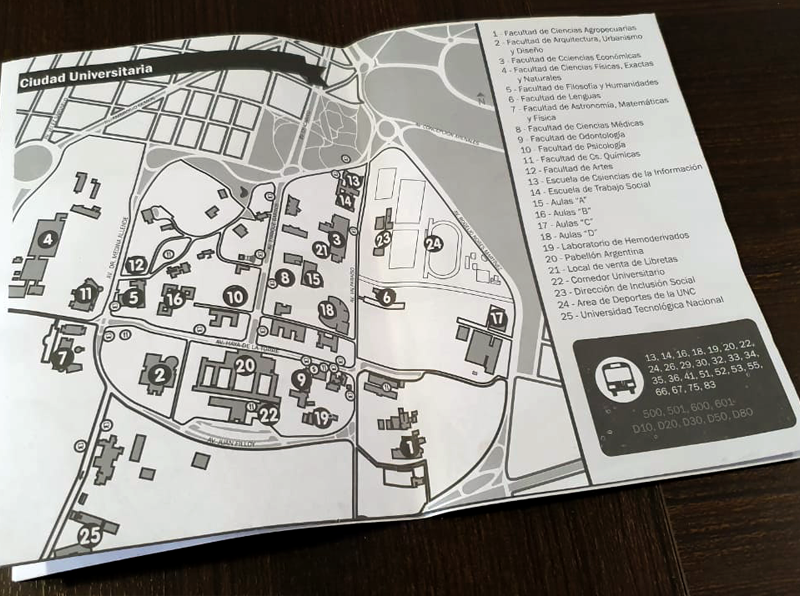 Ciudad Universitaria
1 - Facultad de Ciencias Agropecuarias
2 - Facultad de Arquitectura, Urbanismo
y Diseño
3 - Facultad de Cciencias Económicas
4 - Facultad de Ciencias Físicas, Exactas
y Naturales
5 - Facultad de Filosofía y Humanidades
6 - Facultad de Lenguas
7 - Facultad de Astronomía, Matemáticas
y Física
8 - Facultad de Ciencias Médicas
9 - Facultad de Odontología
10 - Facultad de Psicología
11 - Facultad de Cs. Químicas
12 - Facultad de Artes
13 - Escuela de Csiencias de la Información
14 - Escuela de Trabajo Social
15 - Aulas "A"
16 - Aulas "B"
17 - Aulas "C"
18 - Aulas "D"
19 - Laboratorio de Hemoderivados
20 - Pabellón Argentina
21 - Local de venta de Libretas
22 - Comedor Universitario
23 - Dirección de Inclusión Social
24 - Area de Deportes de la UNC
25 - Universidad Tecnológica Nacional
13, 14, 16, 18, 19, 20, 22,
24, 26, 29, 30, 32, 33, 34,
35, 36, 41, 51, 52, 53, 55,
66, 67, 75, 83
500, 501, 600, 601
D10, D20, D30, D50, D80
N
13
14
4
3
23
24
21
12
8
15
11
5
16
10
6
18
17
AV. DR. MEDINA ALLENDE
AV. HAYA DE LA TORRE
7
2
20
9
11
22
19
1
AV. JUAN FILLOY
25